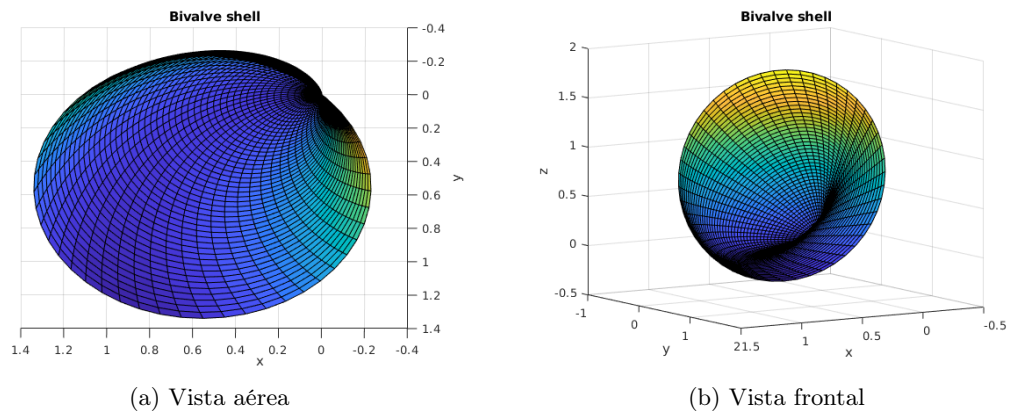 Bivalve shell
-0.4
-0.2
0
0.2
0.4
0.6
0.8
1
1.2
1.4
y
1.4 1.2 1 0.8 0.6 0.4 0.2 0 -0.2 -0.4
x
(a) Vista aérea
Bivalve shell
2
1.5
1
0.5
0
-0.5
z
-1 0 1 21.5 1 0.5 0 -0.5
y x
(b) Vista frontal